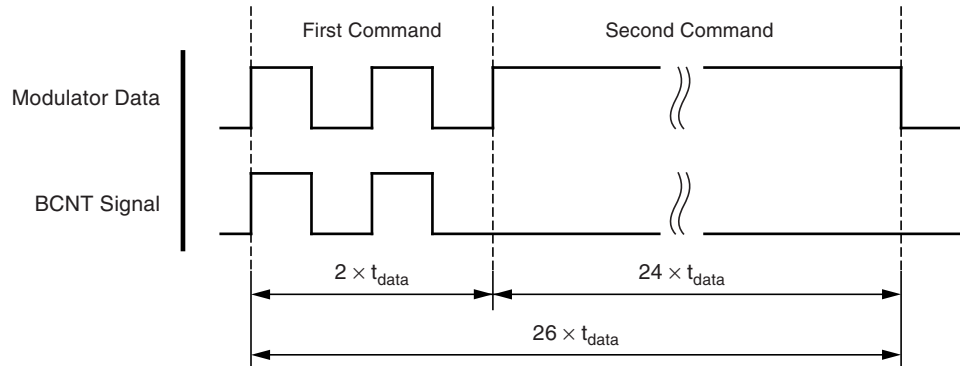 First Command
Second Command
Modulator Data
BCNT Signal
2 × t_data
24 × t_data
26 × t_data